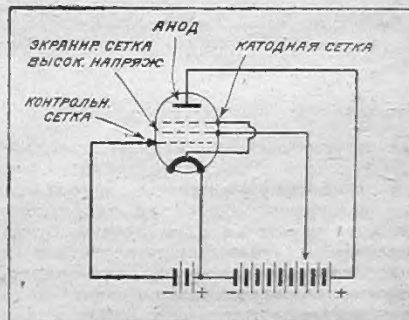 АНОД
ЭКРАНИР. СЕТКА
ВЫСОК. НАПРЯЖ
КАТОДНАЯ СЕТКА
КОНТРОЛЬН.
СЕТКА
- + - +